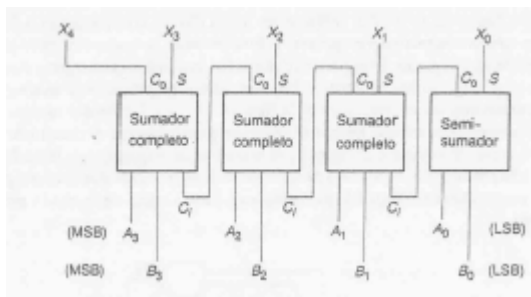 X4 X3 X2 X1 X0
C0 S C0 S C0 S C0 S
Sumador completo
Sumador completo
Sumador completo
Semi-sumador
Ci Ci Ci
(MSB) A3 A2 A1 A0 (LSB)
(MSB) B3 B2 B1 B0 (LSB)